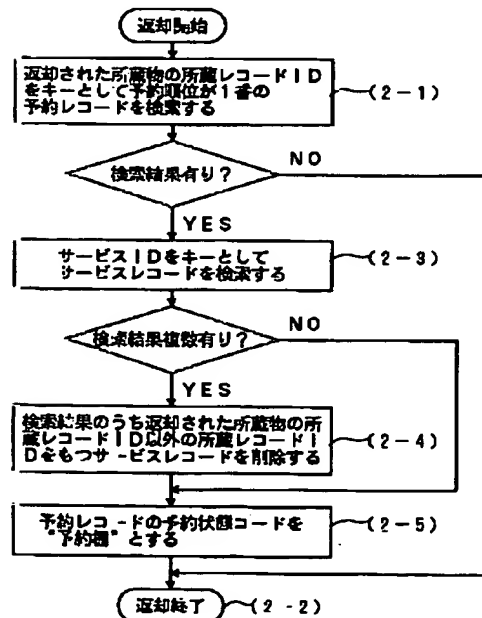 返却開始
返却された所蔵物の所蔵レコードID
をキーとして予約順位が1番の
予約レコードを検索する
(2-1)
検索結果有り?
NO
YES
サービスIDをキーとして
サービスレコードを検索する
(2-3)
検索結果複数有り?
NO
YES
検索結果のうち返却された所蔵物の所
蔵レコードID以外の所蔵レコードI
Dをもつサービスレコードを削除する
(2-4)
予約レコードの予約状態コードを
"予約棚"とする
(2-5)
返却終了
(2-2)